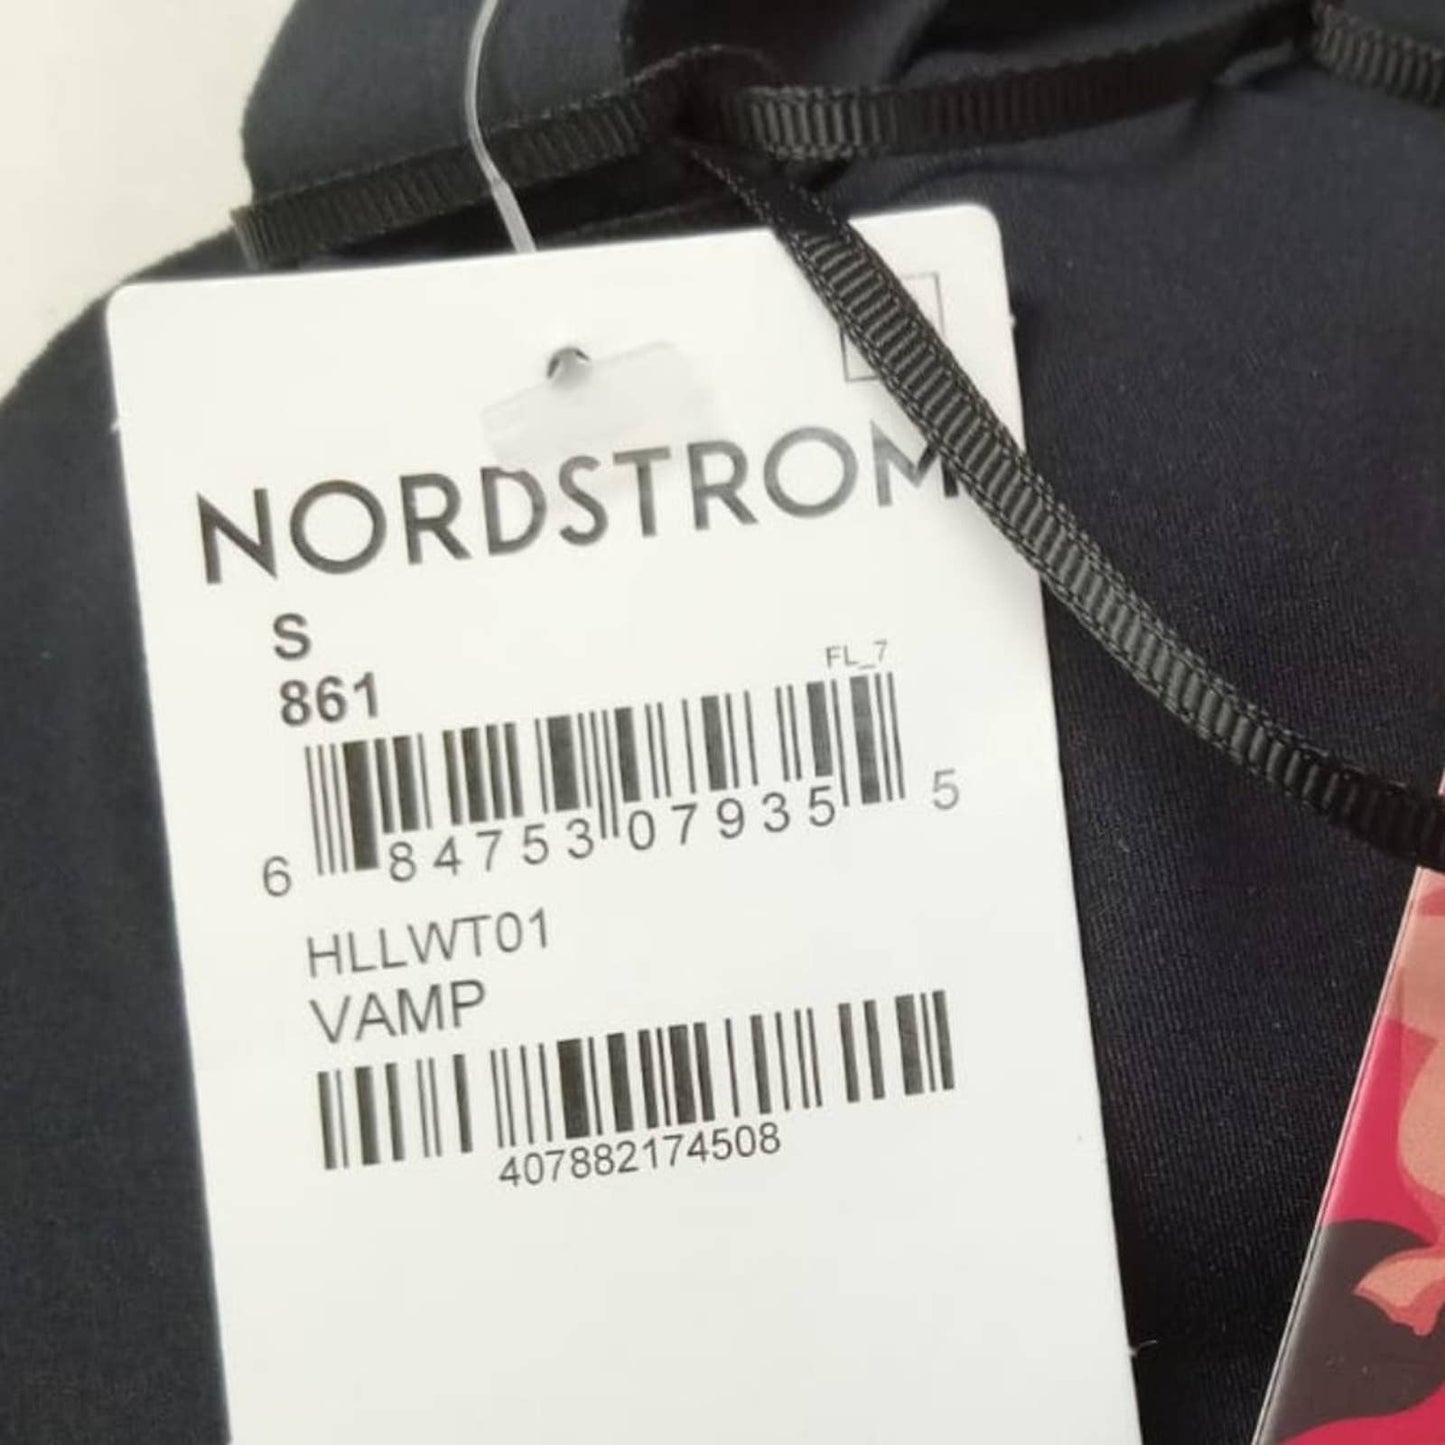 NORDSTROM
S
861
FL_7
6 84753 07935 5
HLLWT01
VAMP
407882174508